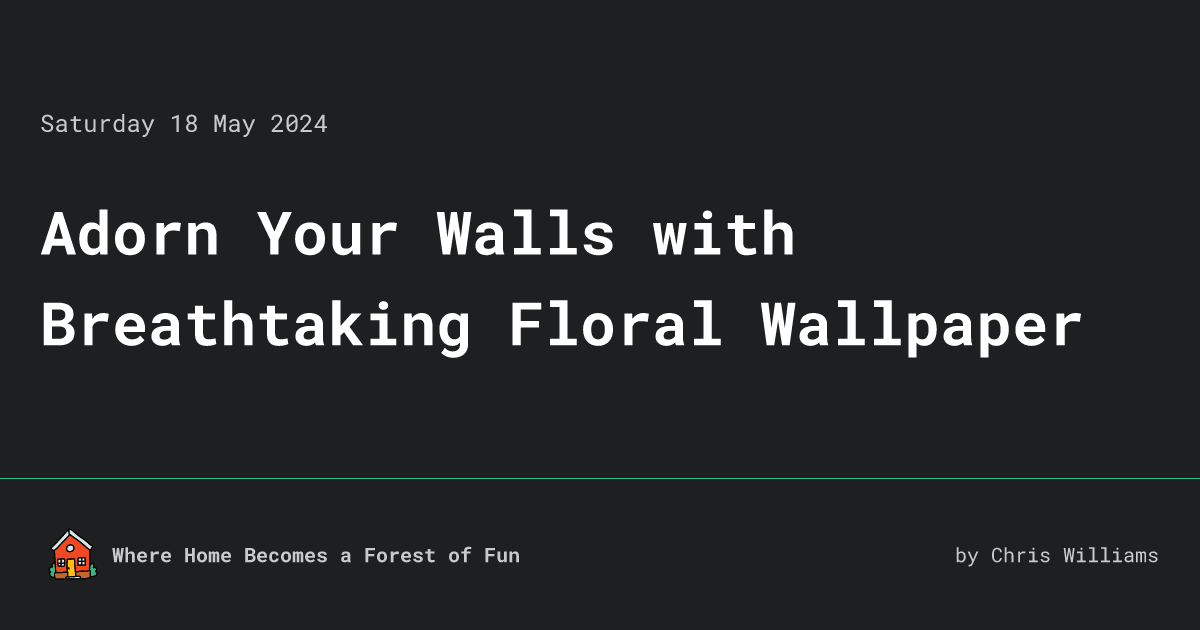 Saturday 18 May 2024
Adorn Your Walls with
Breathtaking Floral Wallpaper
Where Home Becomes a Forest of Fun
by Chris Williams